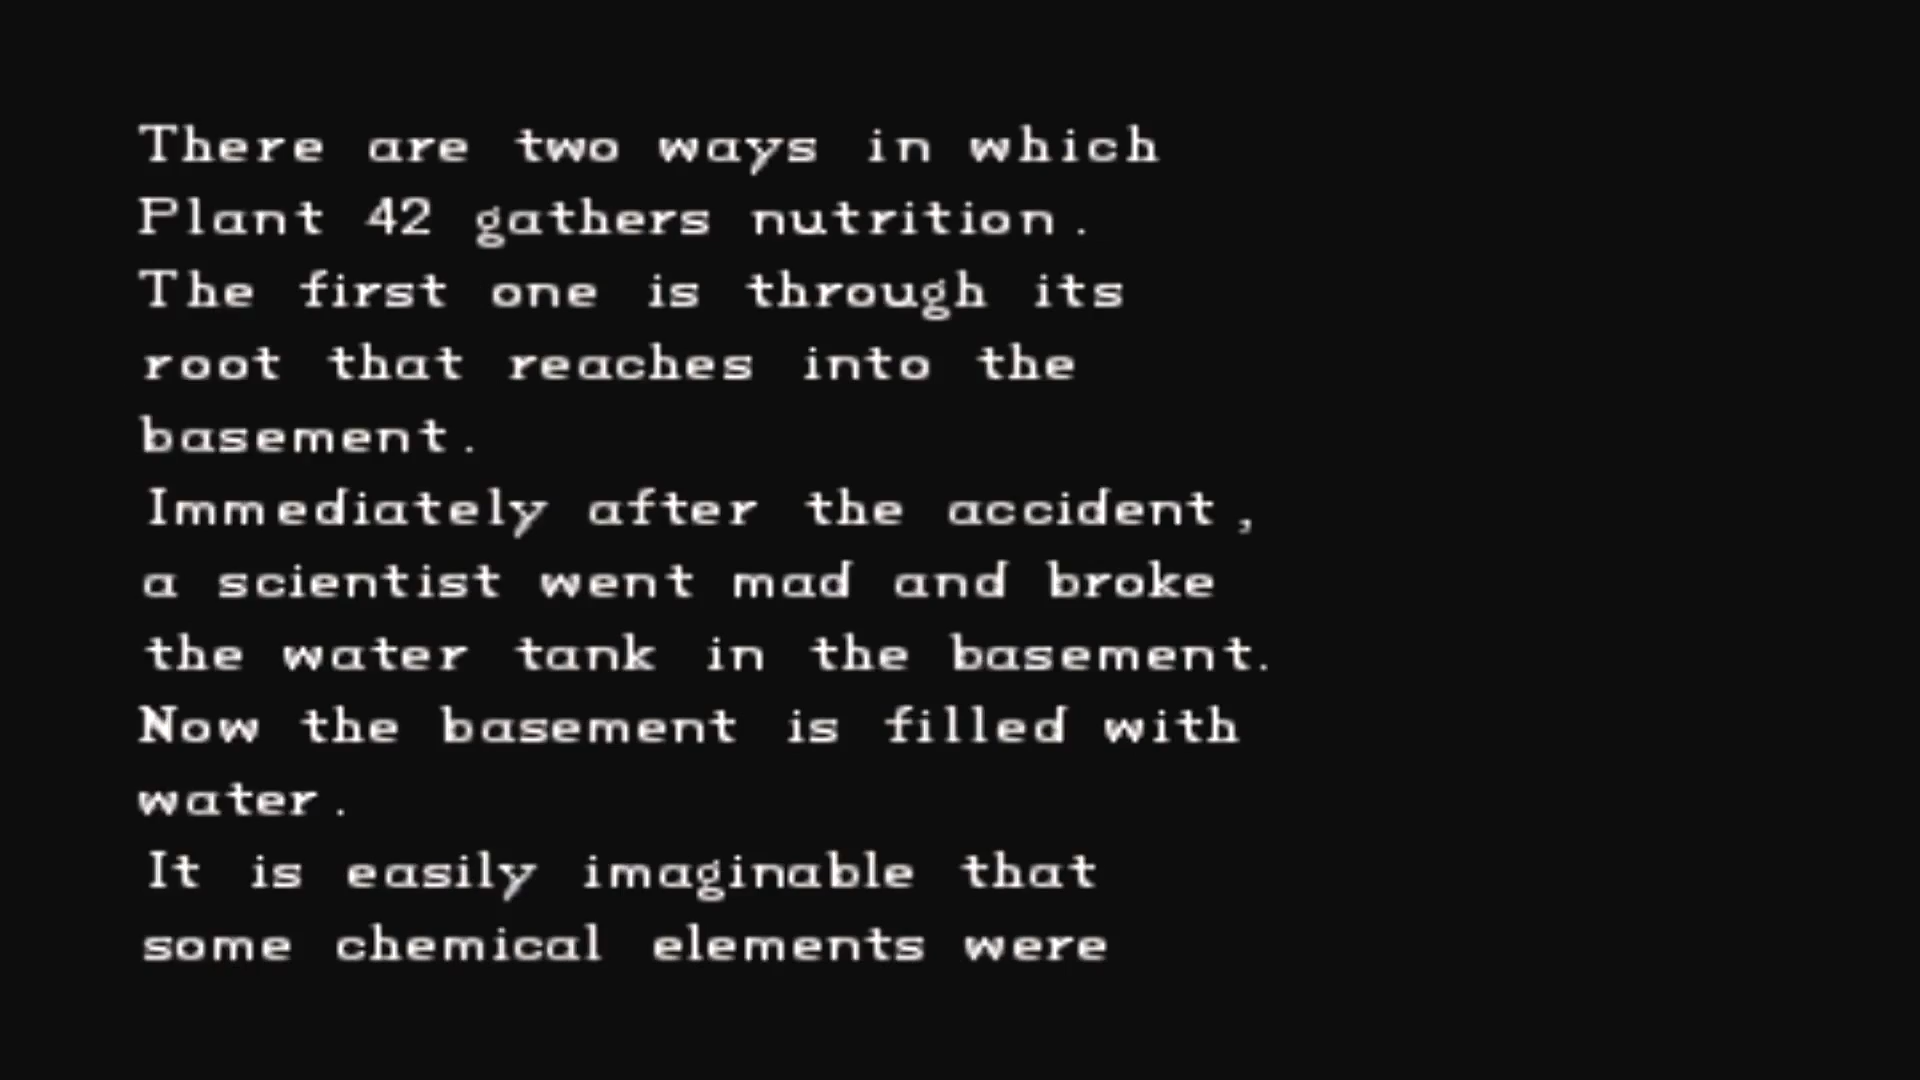 There are two ways in which
Plant 42 gathers nutrition.
The first one is through its
root that reaches into the
basement.
Immediately after the accident,
a scientist went mad and broke
the water tank in the basement.
Now the basement is filled with
water.
It is easily imaginable that
some chemical elements were